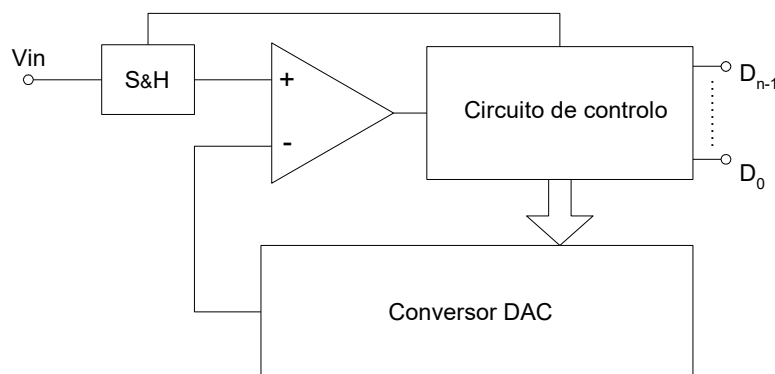 Vin
S&H
+
-
Circuito de controlo
Dn-1
D0
Conversor DAC